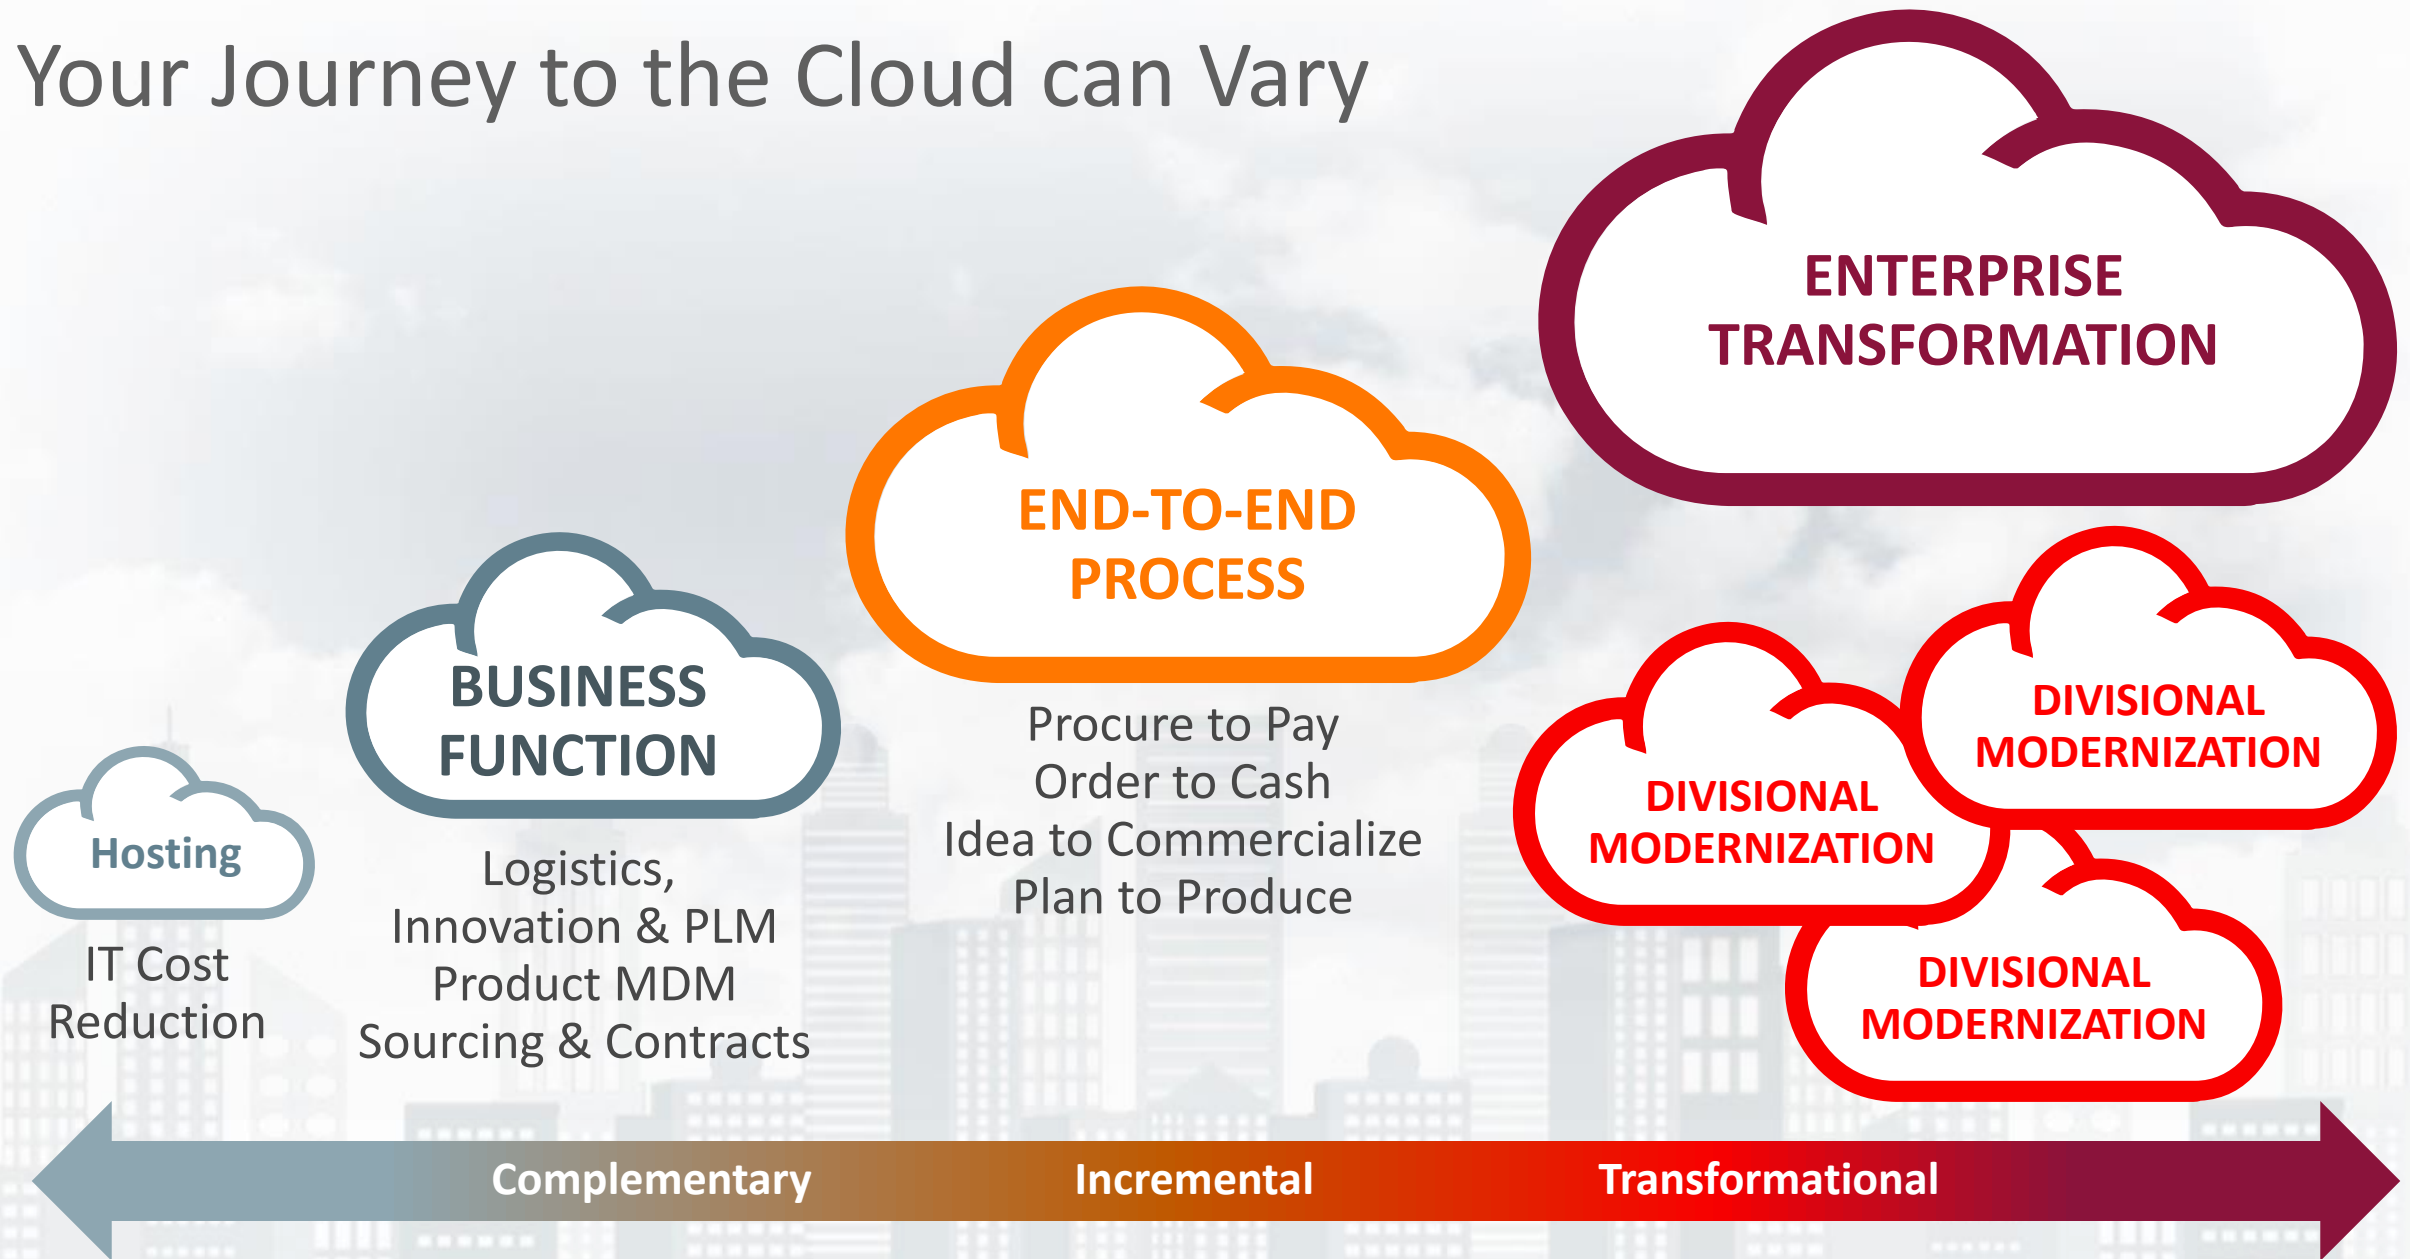 Your Journey to the Cloud can Vary
Hosting
IT Cost
Reduction
BUSINESS
FUNCTION
Logistics,
Innovation & PLM
Product MDM
Sourcing & Contracts
END-TO-END
PROCESS
Procure to Pay
Order to Cash
Idea to Commercialize
Plan to Produce
ENTERPRISE
TRANSFORMATION
DIVISIONAL
MODERNIZATION
DIVISIONAL
MODERNIZATION
DIVISIONAL
MODERNIZATION
Complementary
Incremental
Transformational